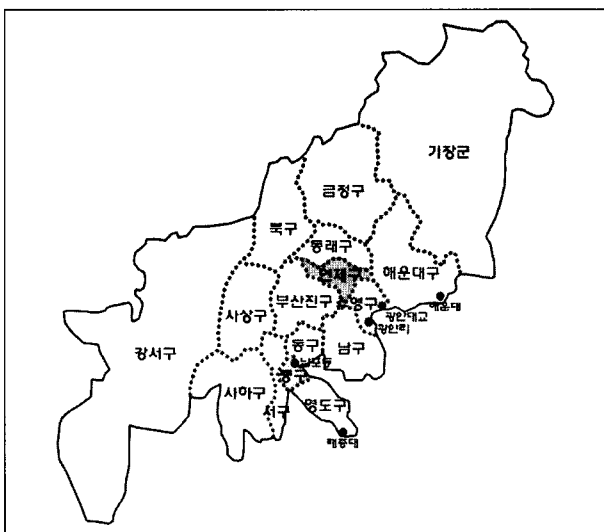 기장군
금정구
북구
동래구
해운대구
연제구
해운대
부산진구
수영구
광안대교
사상구
광안리
동구
남구
강서구
남포동
중구
사하구
영도구
서구
태종대